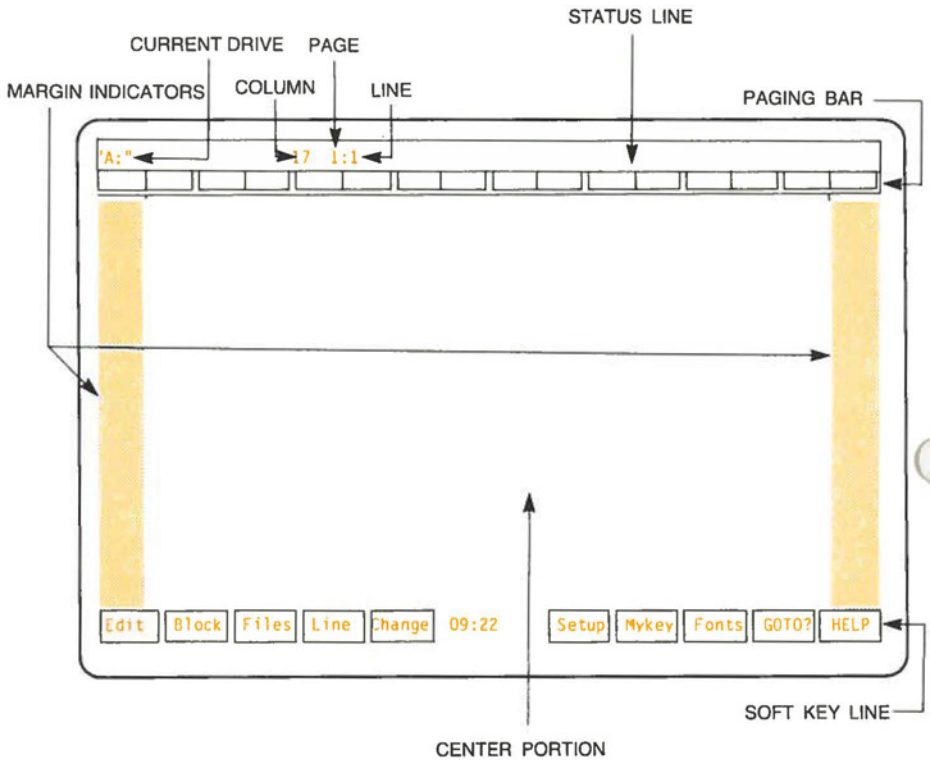 STATUS LINE
CURRENT DRIVE PAGE
MARGIN INDICATORS COLUMN LINE
PAGING BAR
"A:" 17 1:1
Edit Block Files Line Change 09:22 Setup Mykey Fonts GOTO? HELP
SOFT KEY LINE
CENTER PORTION